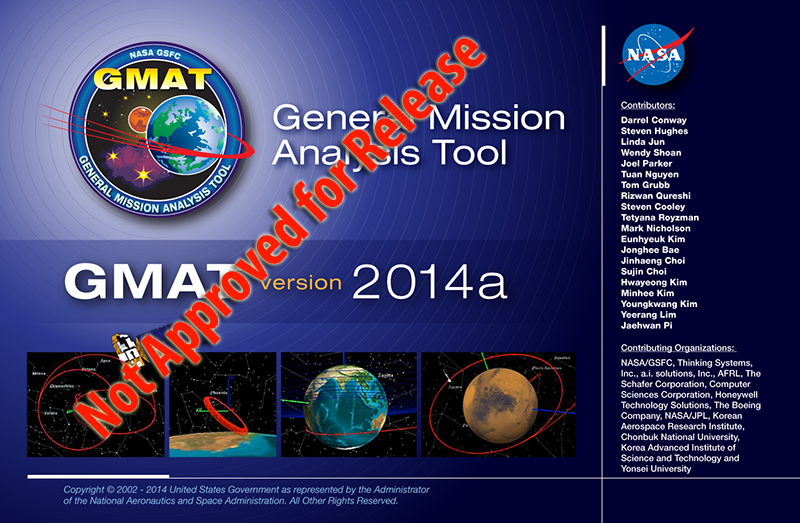 NASA GSFC
GMAT
GENERAL MISSION ANALYSIS TOOL
General Mission
Analysis Tool
Not Approved for Release
GMAT version 2014a
Phoenix
Sagitta
NASA
Contributors:
Darrel Conway
Steven Hughes
Linda Jun
Wendy Shoan
Joel Parker
Tuan Nguyen
Tom Grubb
Rizwan Qureshi
Steven Cooley
Tetyana Royzman
Mark Nicholson
Eunhyeuk Kim
Jonghee Bae
Jinhaeng Choi
Sujin Choi
Hwayeong Kim
Minhee Kim
Youngkwang Kim
Yeerang Lim
Jaehwan Pi
Contributing Organizations:
NASA/GSFC, Thinking Systems,
Inc., a.i. solutions, Inc., AFRL, The
Schafer Corporation, Computer
Sciences Corporation, Honeywell
Technology Solutions, The Boeing
Company, NASA/JPL, Korean
Aerospace Research Institute,
Chonbuk National University,
Korea Advanced Institute of
Science and Technology and
Yonsei University
Copyright © 2002 - 2014 United States Government as represented by the Administrator
of the National Aeronautics and Space Administration. All Other Rights Reserved.